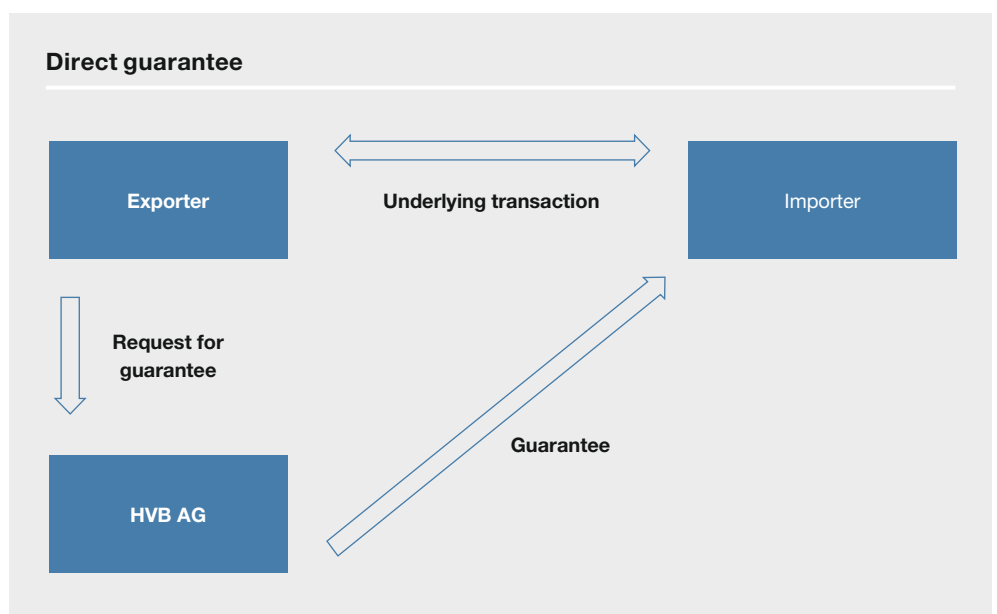 Direct guarantee
Exporter
Underlying transaction
Importer
Request for
guarantee
Guarantee
HVB AG